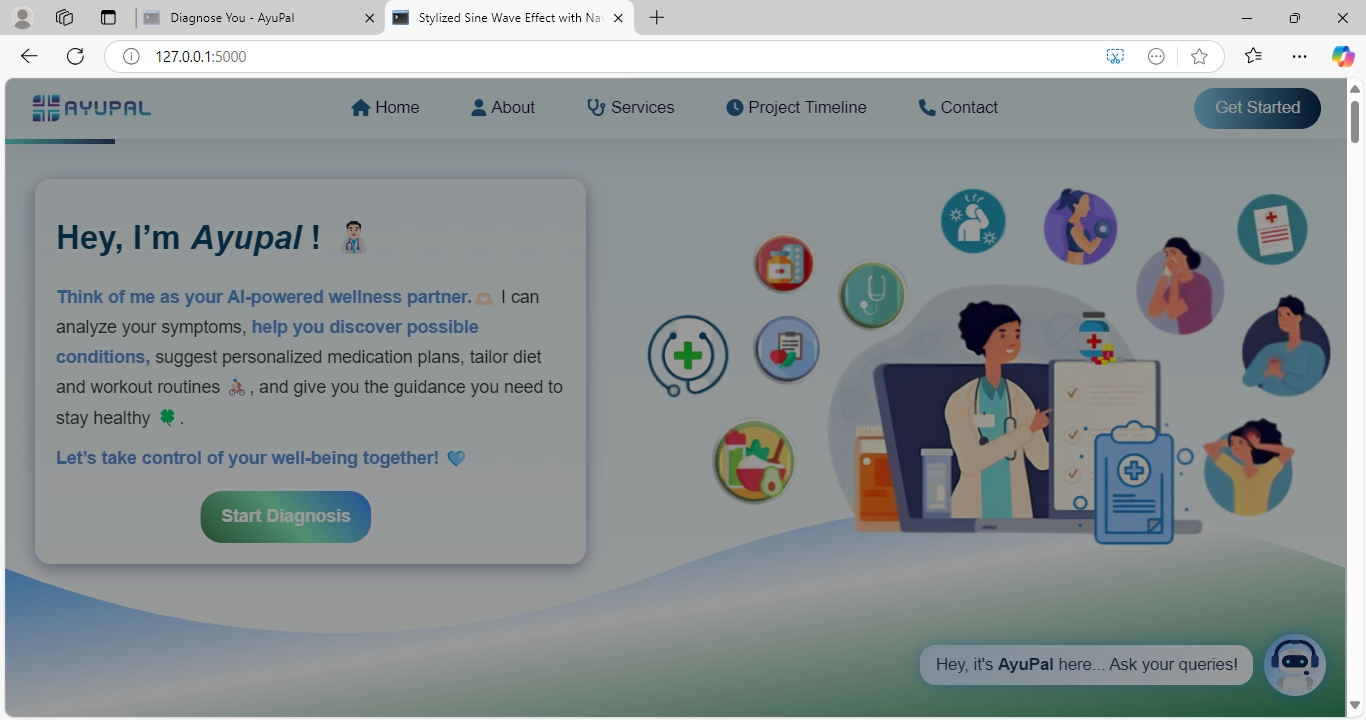 Diagnose You - AyuPal
Stylized Sine Wave Effect with Na
127.0.0.1:5000
AYUPAL
Home
About
Services
Project Timeline
Contact
Get Started
Hey, I’m Ayupal !
Think of me as your AI-powered wellness partner. 🫶🏻 I can
analyze your symptoms, help you discover possible
conditions, suggest personalized medication plans, tailor diet
and workout routines 🚴🏻, and give you the guidance you need to
stay healthy 🍀 .
Let’s take control of your well-being together! 🩵
Start Diagnosis
Hey, it's AyuPal here... Ask your queries!